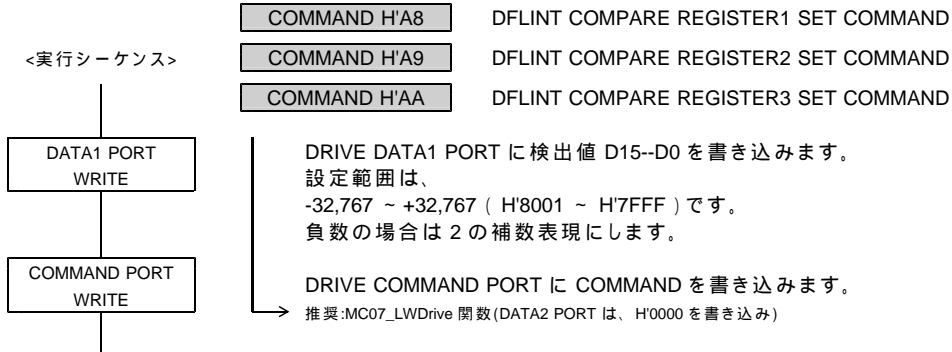 COMMAND H'A8 DFLINT COMPARE REGISTER1 SET COMMAND
<実行シーケンス> COMMAND H'A9 DFLINT COMPARE REGISTER2 SET COMMAND
COMMAND H'AA DFLINT COMPARE REGISTER3 SET COMMAND
DATA1 PORT
WRITE
DRIVE DATA1 PORT に検出値 D15--D0 を書き込みます。
設定範囲は、
-32,767 ~ +32,767 ( H'8001 ~ H'7FFF ) です。
負数の場合は 2 の補数表現にします。
COMMAND PORT
WRITE
DRIVE COMMAND PORT に COMMAND を書き込みます。
推奨:MC07_LWDrive 関数(DATA2 PORT は、H'0000 を書き込み)